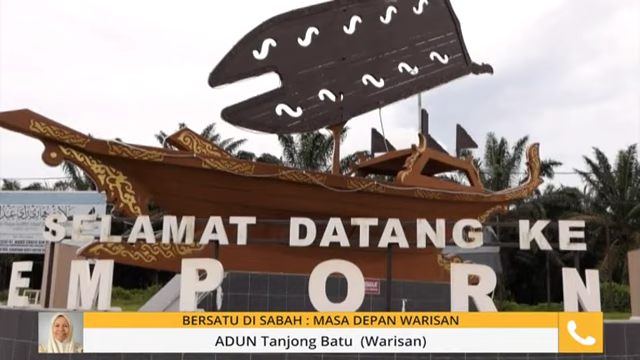 SELAMAT DATANG KE
EMPORN
BERSATU DI SABAH : MASA DEPAN WARISAN
ADUN Tanjong Batu (Warisan)